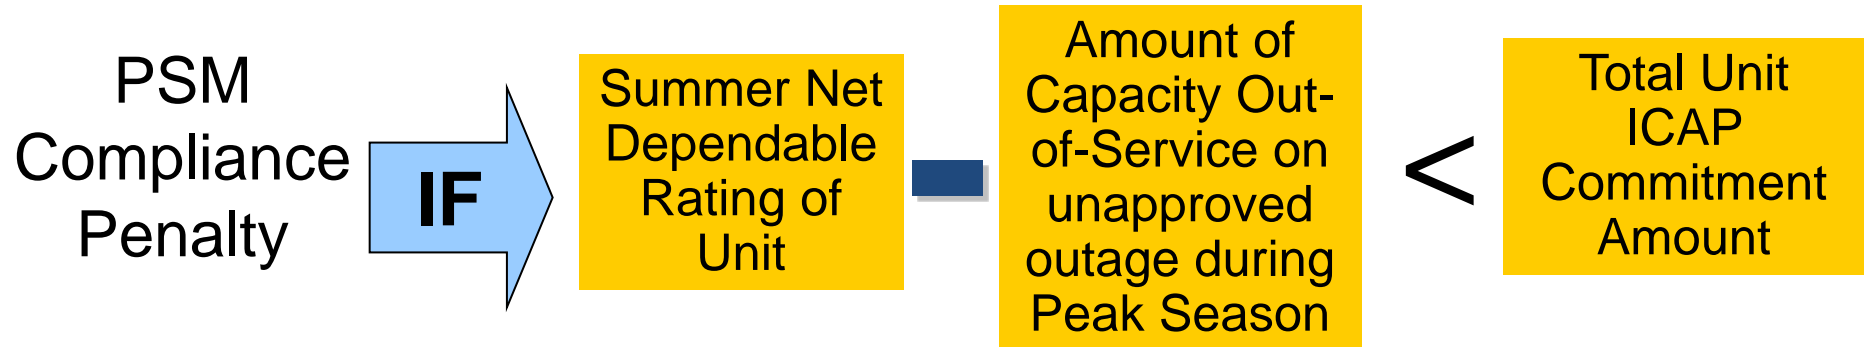 PSM
Compliance
Penalty
IF
Summer Net
Dependable
Rating of
Unit
Amount of
Capacity Out-
of-Service on
unapproved
outage during
Peak Season
<
Total Unit
ICAP
Commitment
Amount